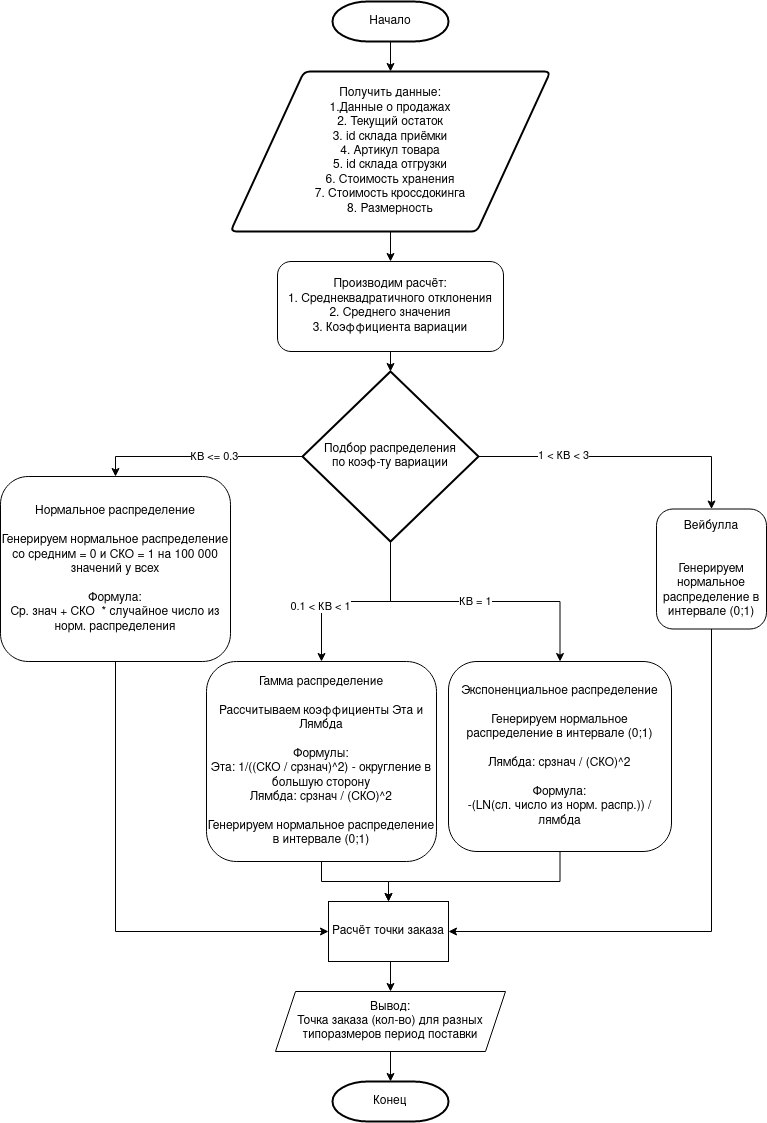 Начало
Получить данные:
1.Данные о продажах
2. Текущий остаток
3. id склада приёмки
4. Артикул товара
5. id склада отгрузки
6. Стоимость хранения
7. Стоимость кроссдокинга
8. Размерность
Производим расчёт:
1. Среднеквадратичного отклонения
2. Среднего значения
3. Коэффициента вариации
Подбор распределения
по коэф-ту вариации
КВ <= 0.3
1 < КВ < 3
Нормальное распределение
Генерируем нормальное распределение
со средним = 0 и СКО = 1 на 100 000
значений у всех
Формула:
Ср. знач + СКО * случайное число из
норм. распределения
Вейбулла
Генерируем
нормальное
распределение в
интервале (0;1)
0.1 < КВ < 1
КВ = 1
Гамма распределение
Рассчитываем коэффициенты Эта и
Лямбда
Формулы:
Эта: 1/((СКО / срзнач)^2) - округление в
большую сторону
Лямбда: срзнач / (СКО)^2
Генерируем нормальное распределение
в интервале (0;1)
Экспоненциальное распределение
Генерируем нормальное
распределение в интервале (0;1)
Лямбда: срзнач / (СКО)^2
Формула:
-(LN(сл. число из норм. распр.)) /
лямбда
Расчёт точки заказа
Вывод:
Точка заказа (кол-во) для разных
типоразмеров период поставки
Конец